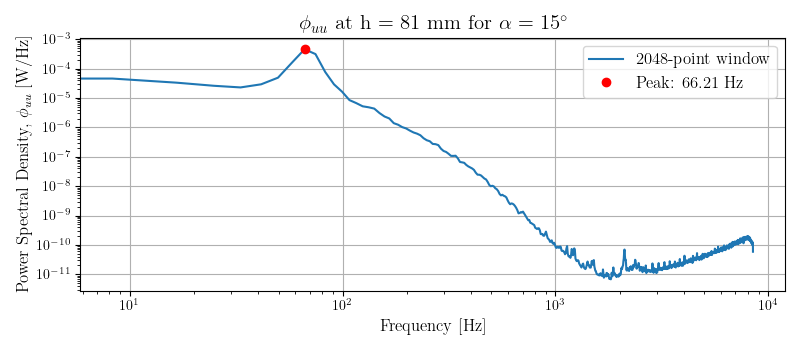 ϕ_uu at h = 81 mm for α = 15°
Power Spectral Density, ϕ_uu [W/Hz]
10⁻³
10⁻⁴
10⁻⁵
10⁻⁶
10⁻⁷
10⁻⁸
10⁻⁹
10⁻¹⁰
10⁻¹¹
2048-point window
Peak: 66.21 Hz
10¹ 10² 10³ 10⁴
Frequency [Hz]